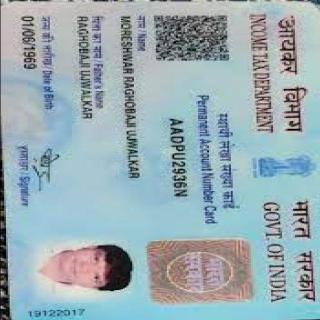 आयकर विभाग
INCOME TAX DEPARTMENT
भारत सरकार
GOVT. OF INDIA
स्थायी लेखा संख्या कार्ड
Permanent Account Number Card
AADPU2936N
नाम / Name
MORESHWAR RAGHOBAJI UJWALKAR
पिता का नाम / Father's Name
RAGHOBAJI UJWALKAR
जन्म की तारीख / Date of Birth
01/06/1969
हस्ताक्षर / Signature
19122017